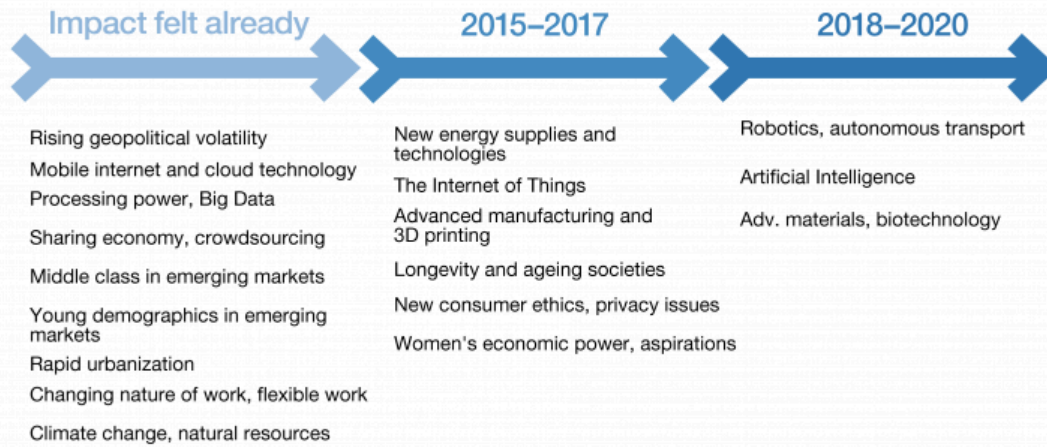 Impact felt already
Rising geopolitical volatility
Mobile internet and cloud technology
Processing power, Big Data
Sharing economy, crowdsourcing
Middle class in emerging markets
Young demographics in emerging
markets
Rapid urbanization
Changing nature of work, flexible work
Climate change, natural resources
2015–2017
New energy supplies and
technologies
The Internet of Things
Advanced manufacturing and
3D printing
Longevity and ageing societies
New consumer ethics, privacy issues
Women's economic power, aspirations
2018–2020
Robotics, autonomous transport
Artificial Intelligence
Adv. materials, biotechnology